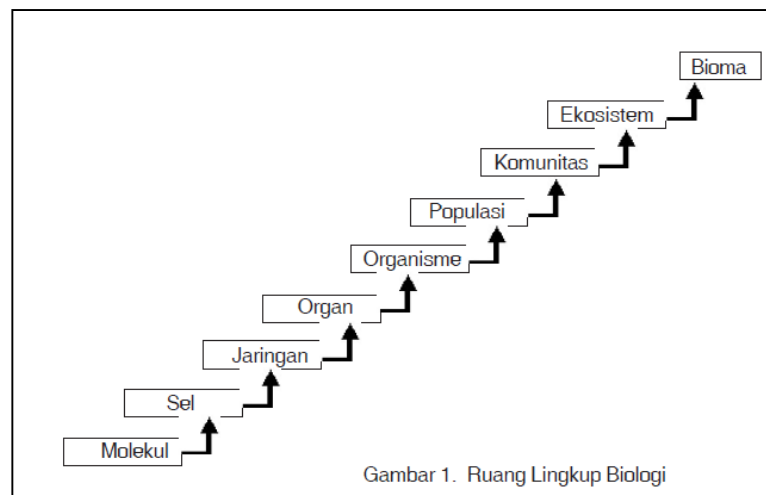 Bioma
Ekosistem
Komunitas
Populasi
Organisme
Organ
Jaringan
Sel
Molekul
Gambar 1. Ruang Lingkup Biologi